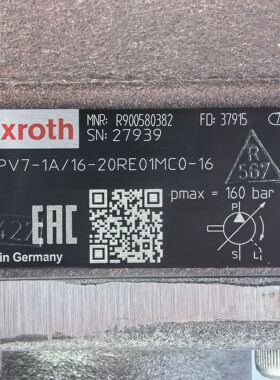 xroth
MNR: R900580382 FD: 37915
SN: 27939
PV7-1A/16-20RE01MC0-16
R
567
EAC
pmax = 160 bar
P
S L
in Germany